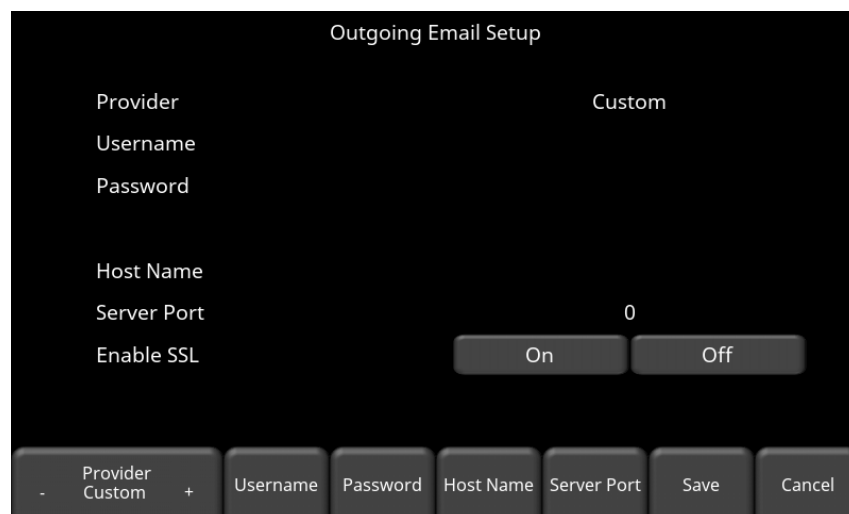 Outgoing Email Setup
Provider Custom
Username
Password
Host Name
Server Port 0
Enable SSL On Off
Provider
- Custom + Username Password Host Name Server Port Save Cancel